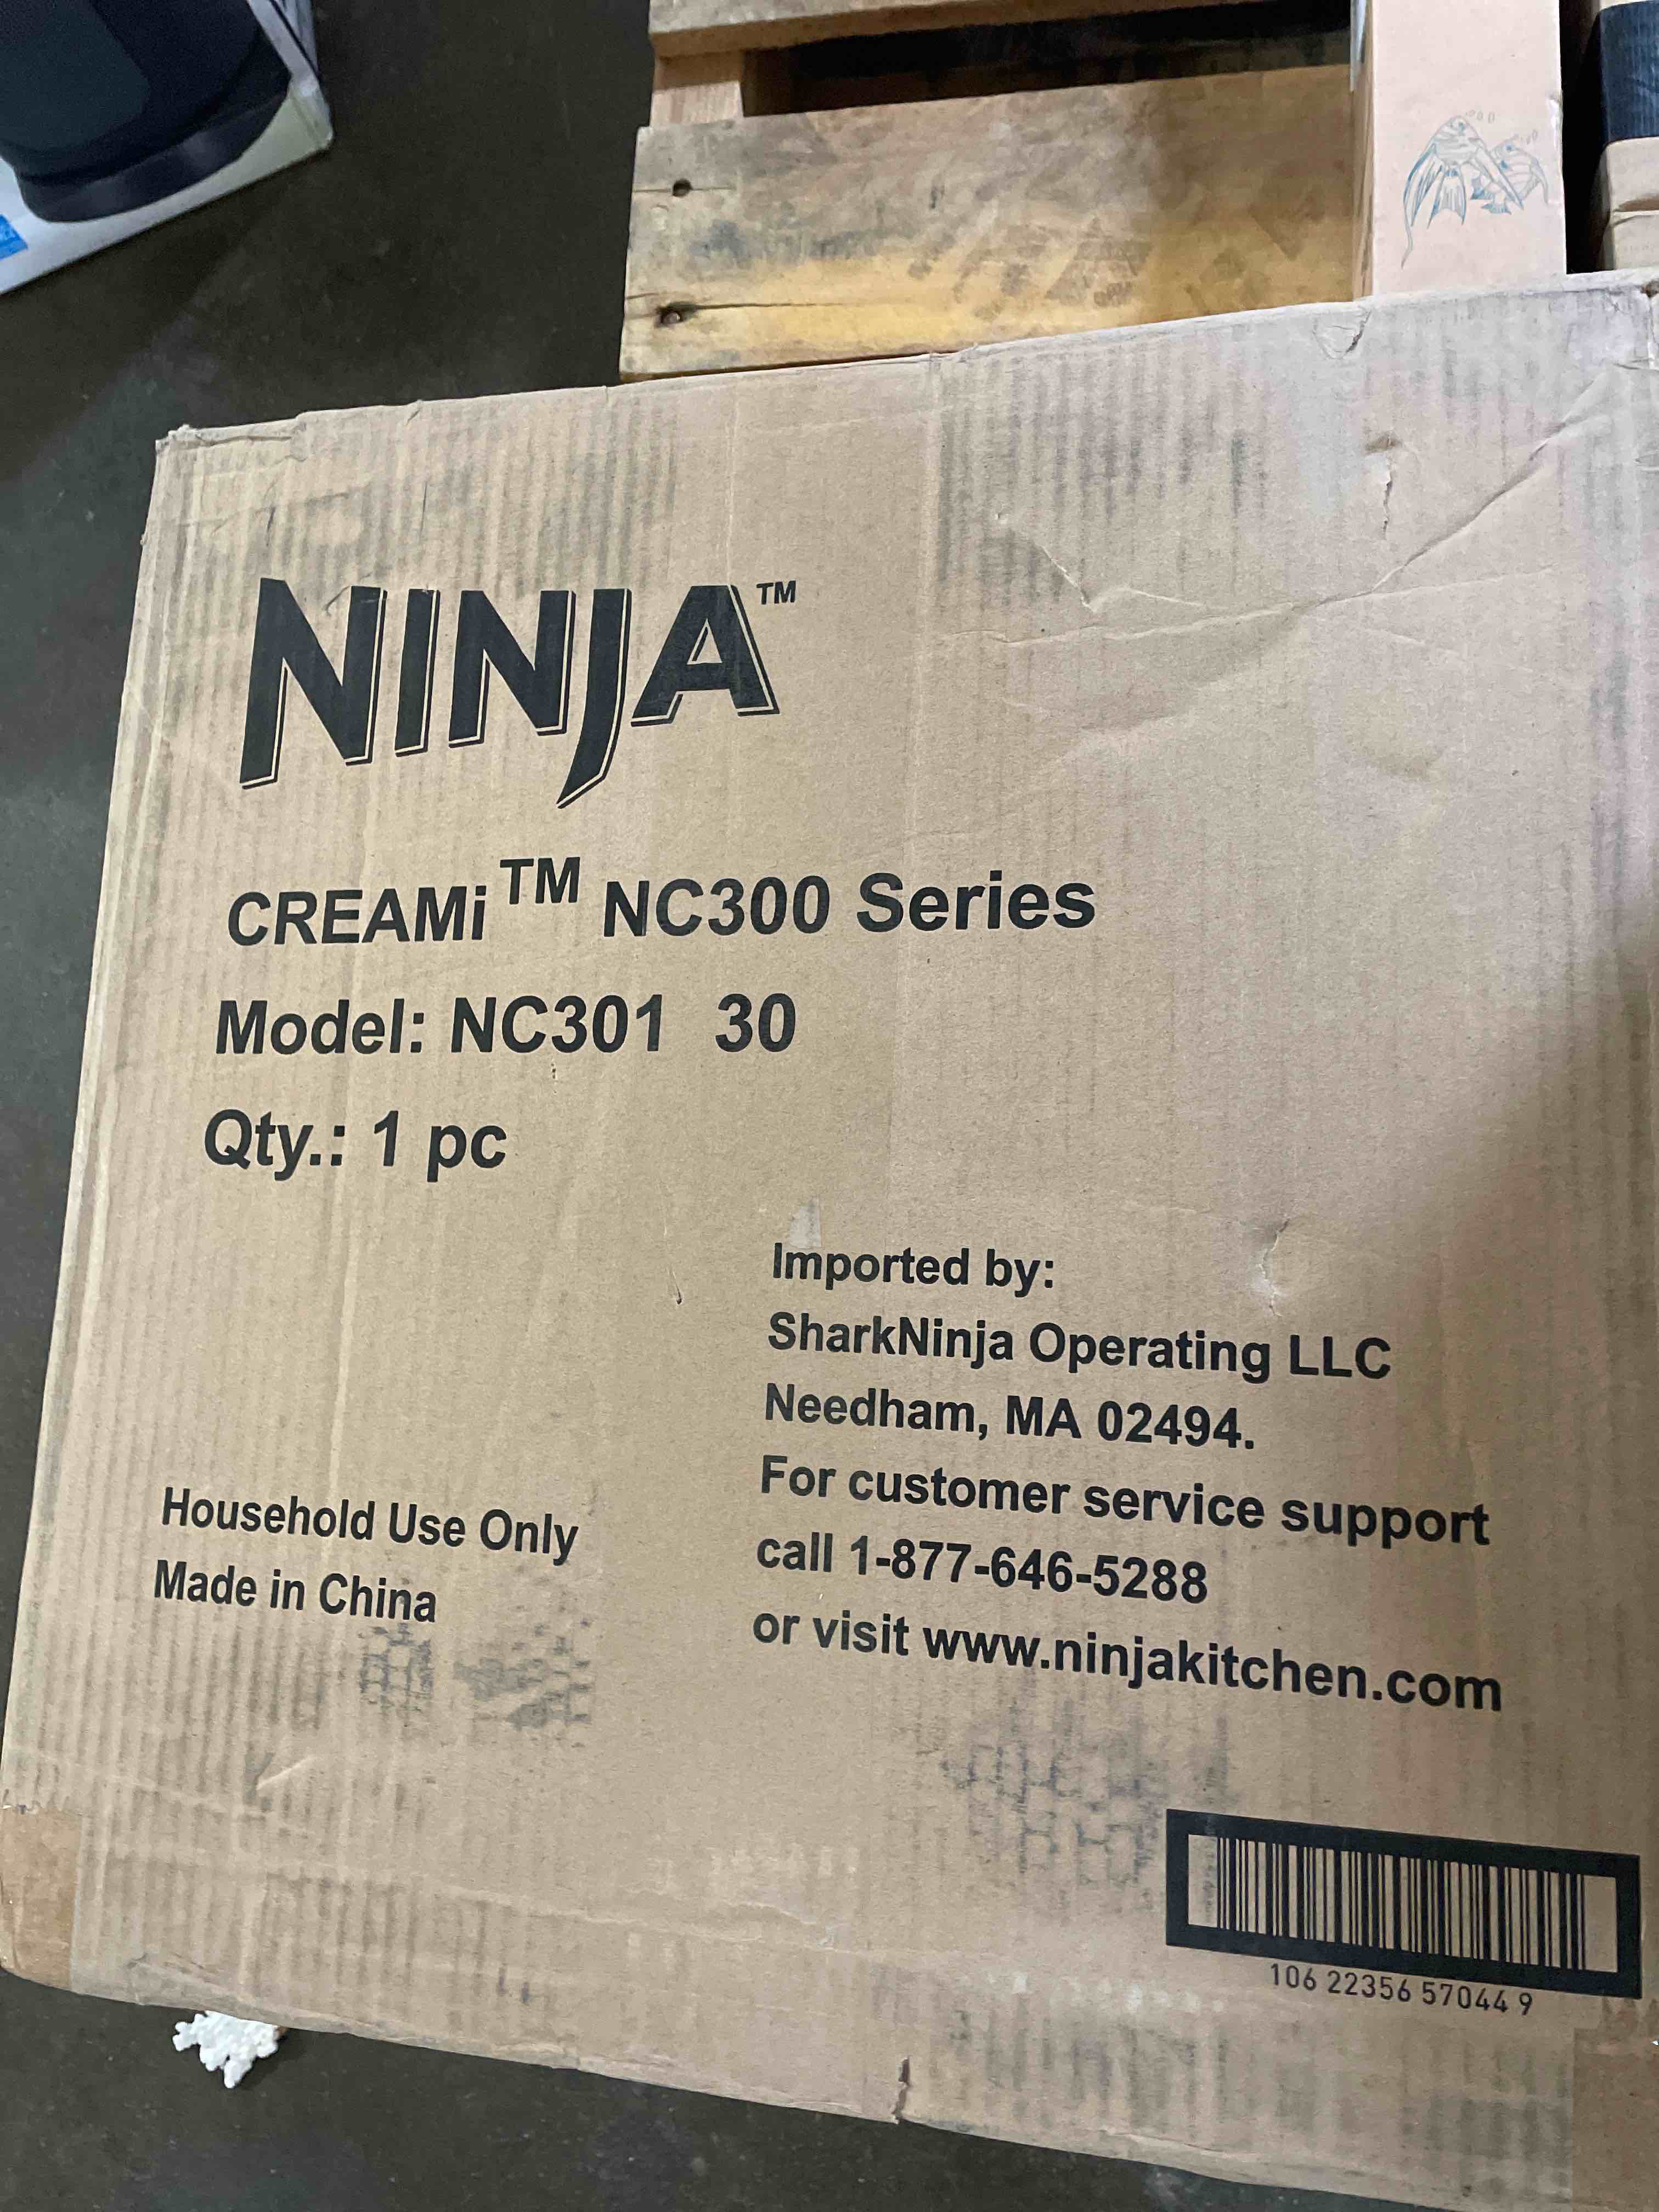 NINJA™
CREAMi™ NC300 Series
Model: NC301 30
Qty.: 1 pc
Imported by:
SharkNinja Operating LLC
Needham, MA 02494.
For customer service support
call 1-877-646-5288
or visit www.ninjakitchen.com
Household Use Only
Made in China
106 22356 57044 9